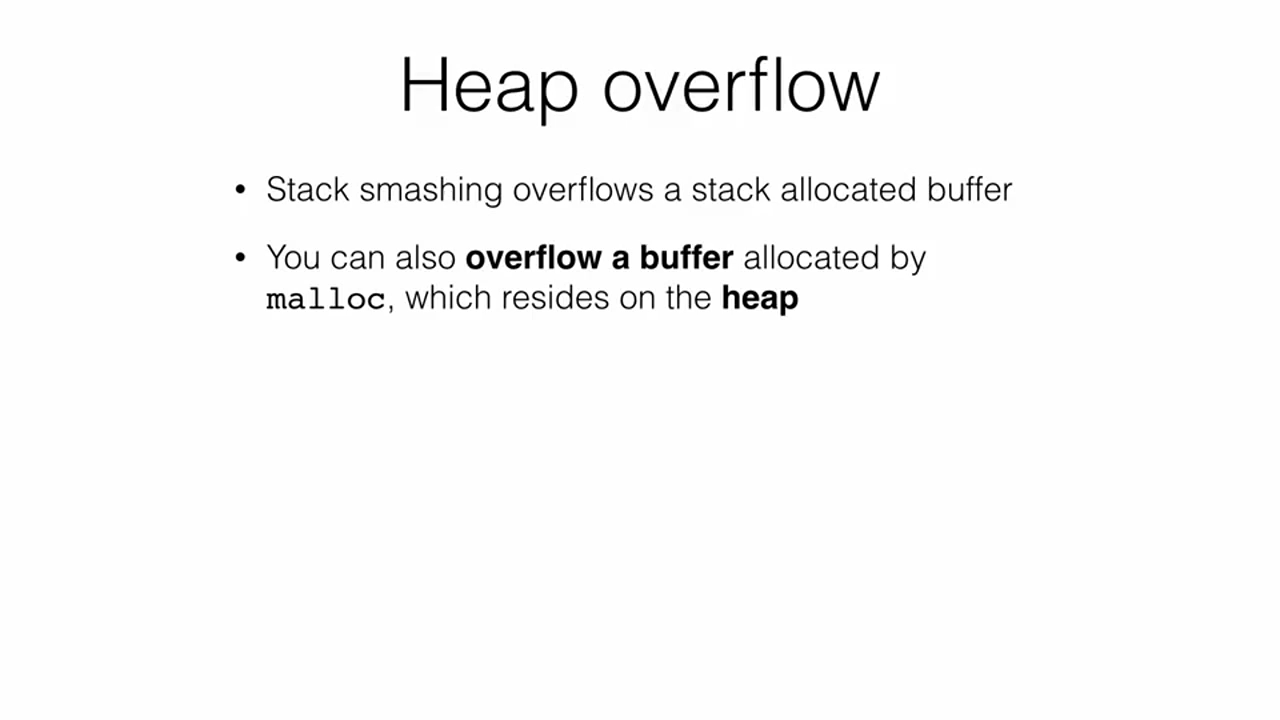 Heap overflow
• Stack smashing overflows a stack allocated buffer
• You can also overflow a buffer allocated by
malloc, which resides on the heap